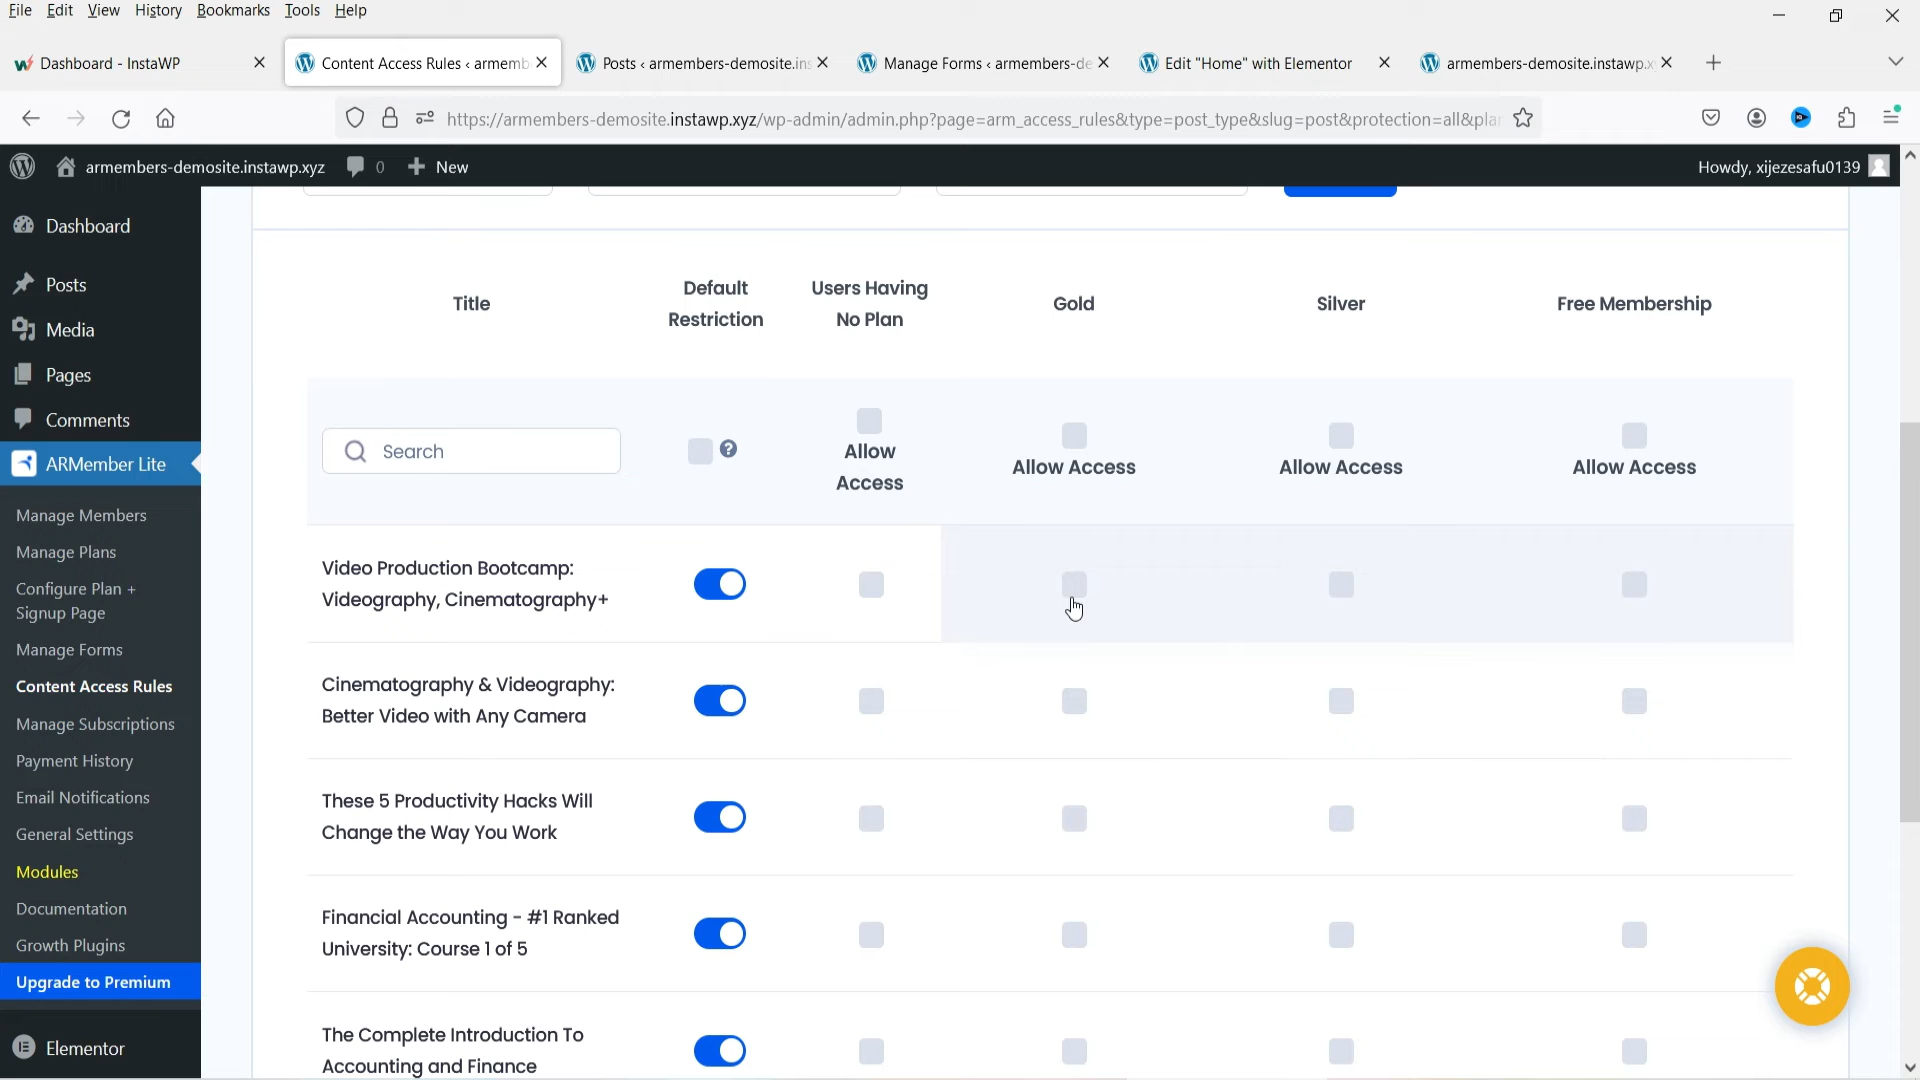 File Edit View History Bookmarks Tools Help
Dashboard - InstaWP
Content Access Rules ‹ armemb
Posts ‹ armembers-demosite.ins
Manage Forms ‹ armembers-de
Edit "Home" with Elementor
armembers-demosite.instawp.x
https://armembers-demosite.instawp.xyz/wp-admin/admin.php?page=arm_access_rules&type=post_type&slug=post&protection=all&plan
armembers-demosite.instawp.xyz 0 New
Howdy, xijezesafu0139
Dashboard
Posts
Media
Pages
Comments
ARMember Lite
Manage Members
Manage Plans
Configure Plan +
Signup Page
Manage Forms
Content Access Rules
Manage Subscriptions
Payment History
Email Notifications
General Settings
Modules
Documentation
Growth Plugins
Upgrade to Premium
Elementor
Title
Default
Restriction
Users Having
No Plan
Gold
Silver
Free Membership
Search
?
Allow
Access
Allow Access
Allow Access
Allow Access
Video Production Bootcamp:
Videography, Cinematography+
Cinematography & Videography:
Better Video with Any Camera
These 5 Productivity Hacks Will
Change the Way You Work
Financial Accounting - #1 Ranked
University: Course 1 of 5
The Complete Introduction To
Accounting and Finance